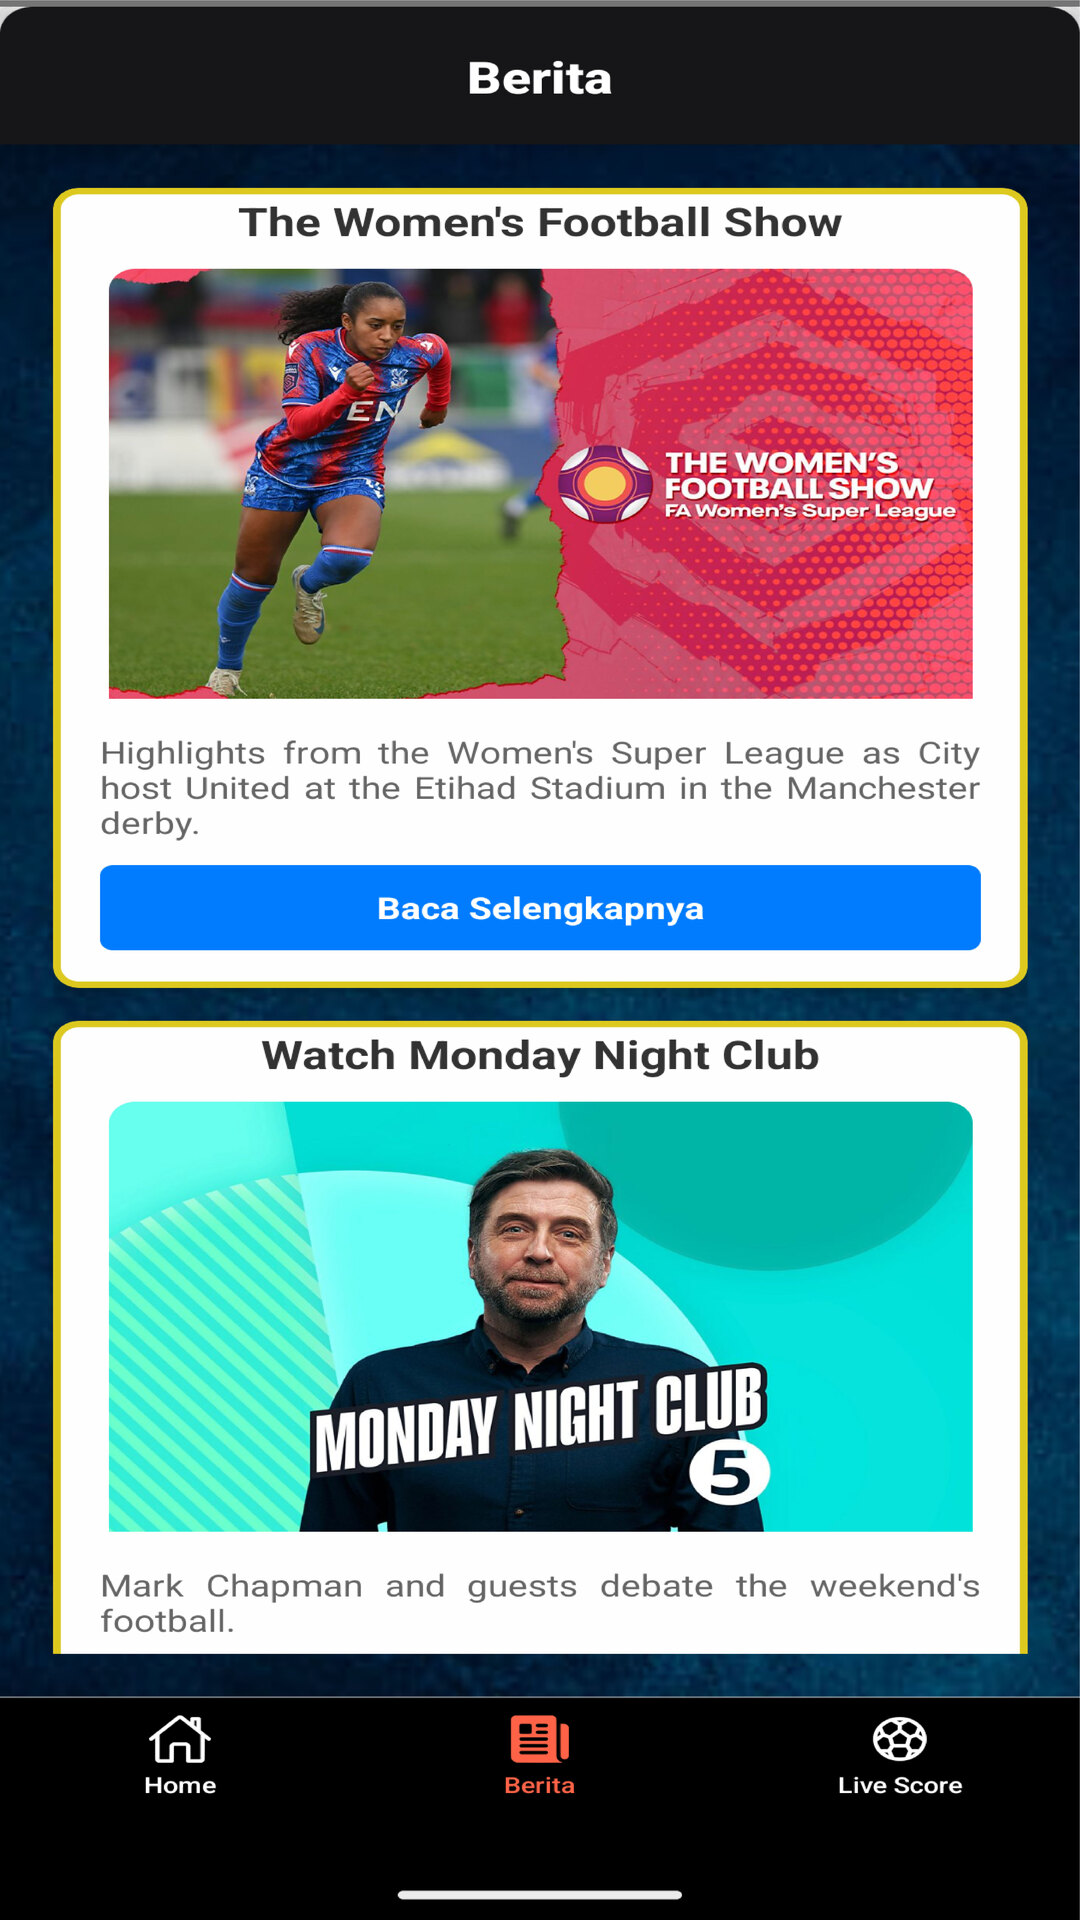 Berita
The Women's Football Show
EN
THE WOMEN'S
FOOTBALL SHOW
FA Women's Super League
Highlights from the Women's Super League as City
host United at the Etihad Stadium in the Manchester
derby.
Baca Selengkapnya
Watch Monday Night Club
MONDAY NIGHT CLUB
5
Mark Chapman and guests debate the weekend's
football.
Home
Berita
Live Score